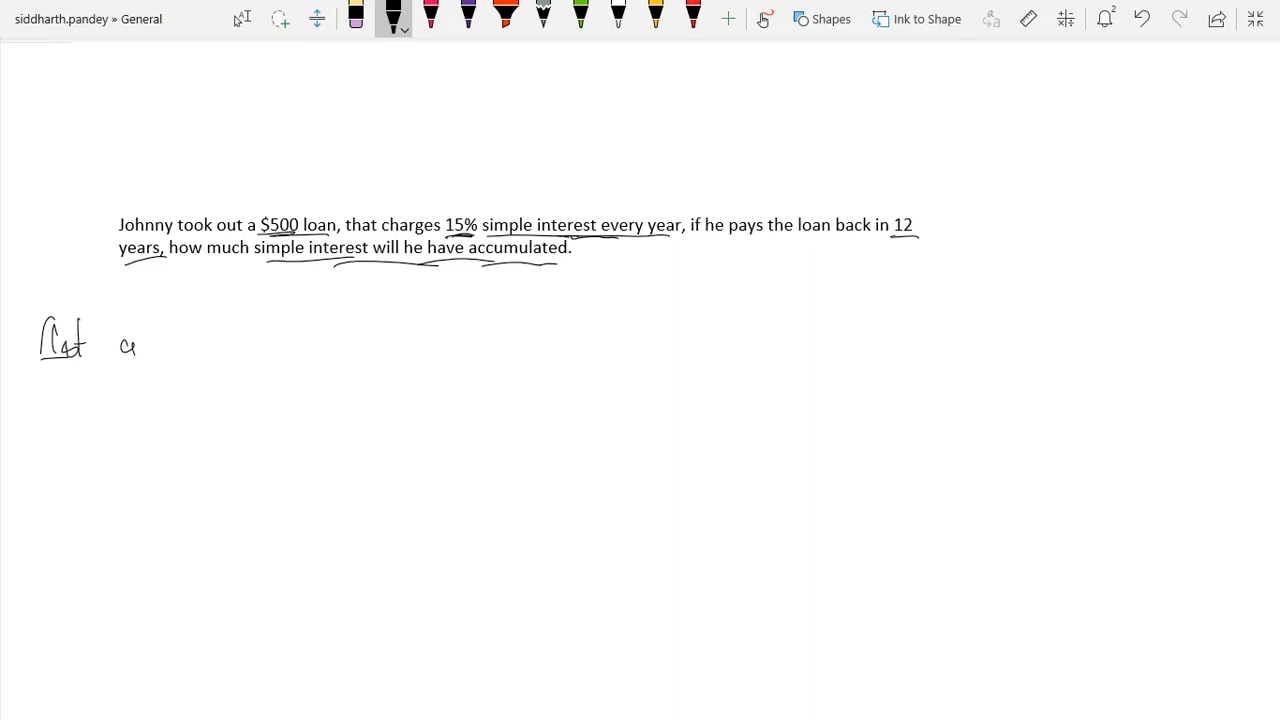 siddharth.pandey » General
Shapes
Ink to Shape
2
Johnny took out a $500 loan, that charges 15% simple interest every year, if he pays the loan back in 12
years, how much simple interest will he have accumulated.